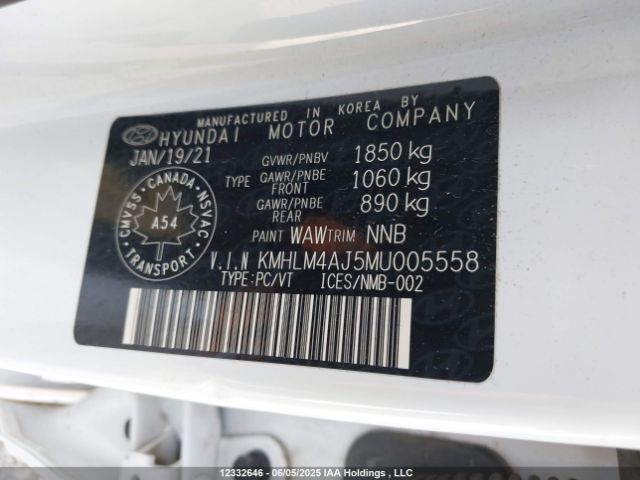 MANUFACTURED IN KOREA BY
HYUNDAI MOTOR COMPANY
JAN/19/21 GVWR/PNBV 1850 kg
TYPE GAWR/PNBE FRONT 1060 kg
GAWR/PNBE REAR 890 kg
PAINT WAW TRIM NNB
CANADA
CMVSS NSVAC
A54
TRANSPORT
V.I.N KMHLM4AJ5MU005558
TYPE:PC/VT ICES/NMB-002
12332646 - 06/05/2025 IAA Holdings , LLC